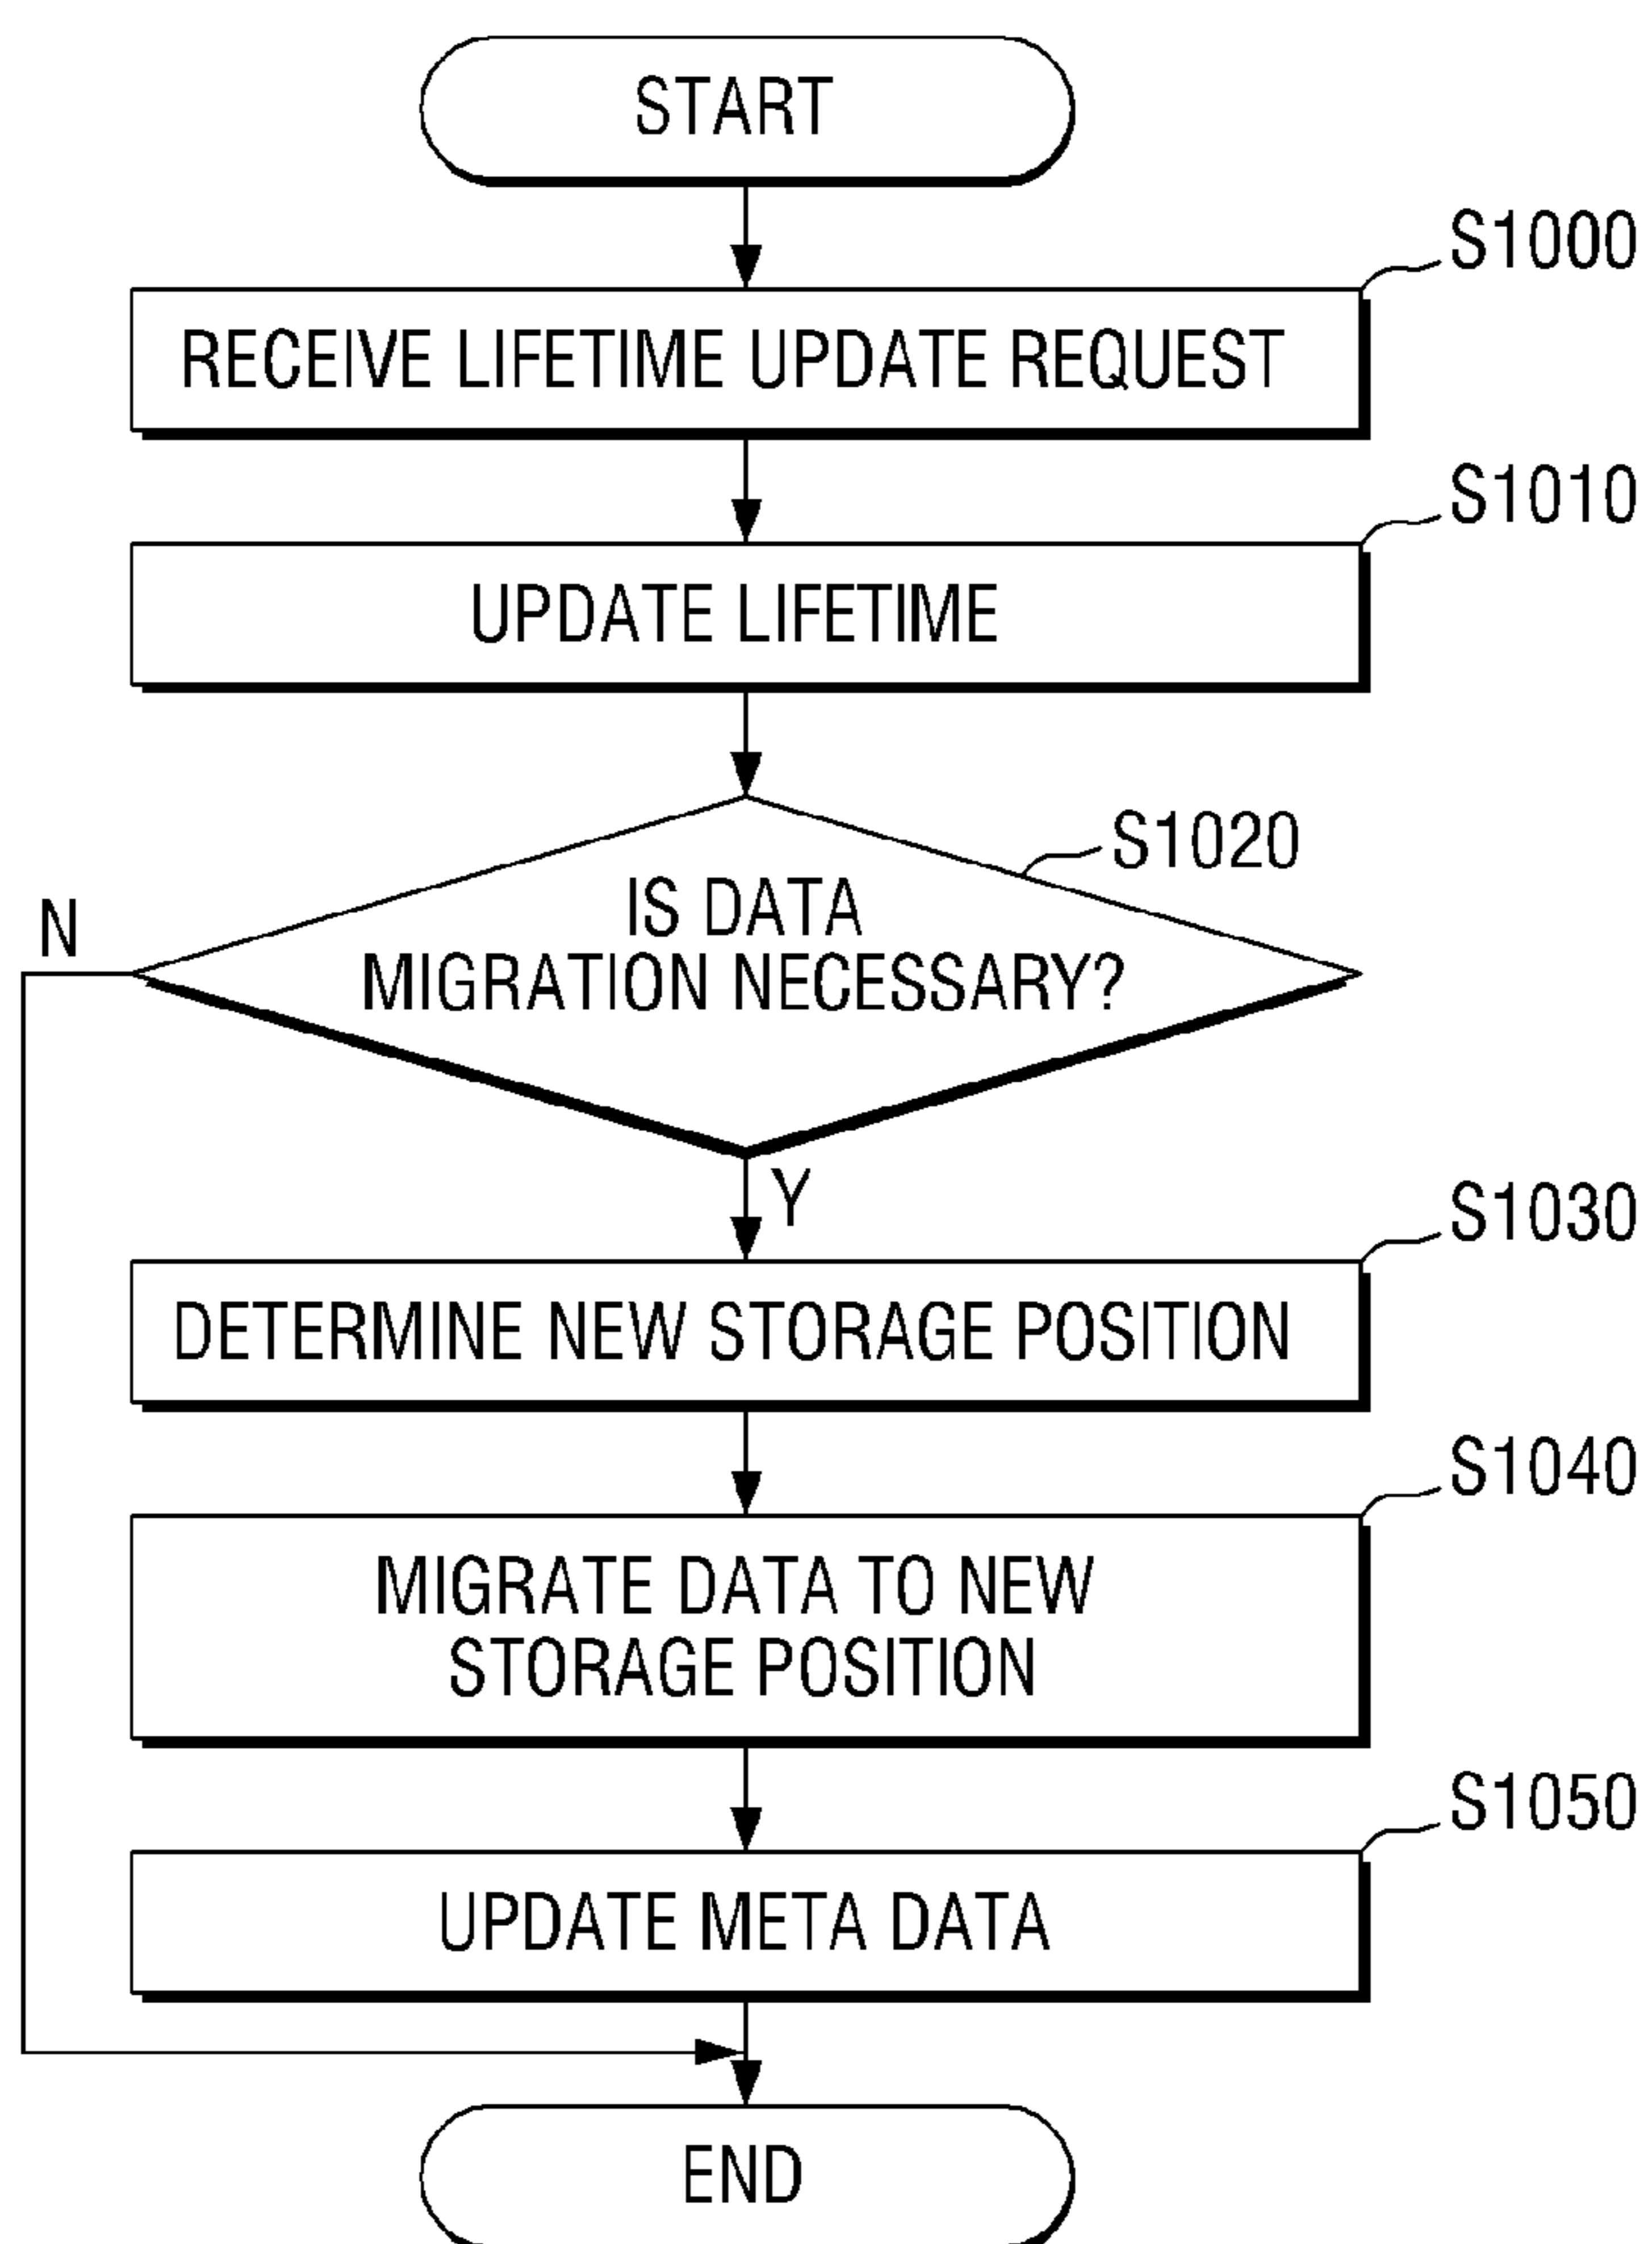 START
S1000
RECEIVE LIFETIME UPDATE REQUEST
S1010
UPDATE LIFETIME
S1020
IS DATA
MIGRATION NECESSARY?
N
Y
S1030
DETERMINE NEW STORAGE POSITION
S1040
MIGRATE DATA TO NEW
STORAGE POSITION
S1050
UPDATE META DATA
END